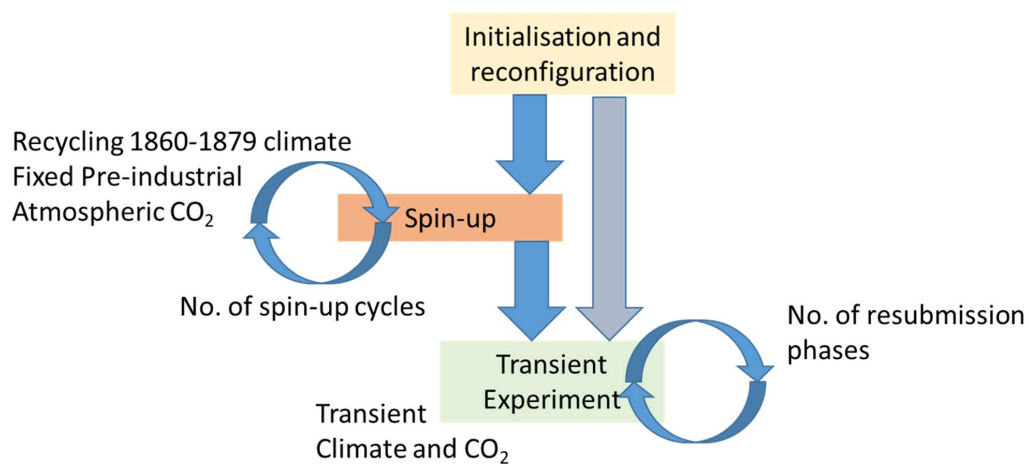 Initialisation and
reconfiguration
Recycling 1860-1879 climate
Fixed Pre-industrial
Atmospheric CO₂
Spin-up
No. of spin-up cycles
No. of resubmission
phases
Transient
Experiment
Transient
Climate and CO₂